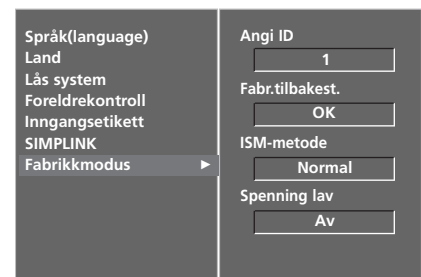 Språk(language)
Land
Lås system
Foreldrekontroll
Inngangsetikett
SIMPLINK
Fabrikkmodus ►
Angi ID
1
Fabr.tilbakest.
OK
ISM-metode
Normal
Spenning lav
Av